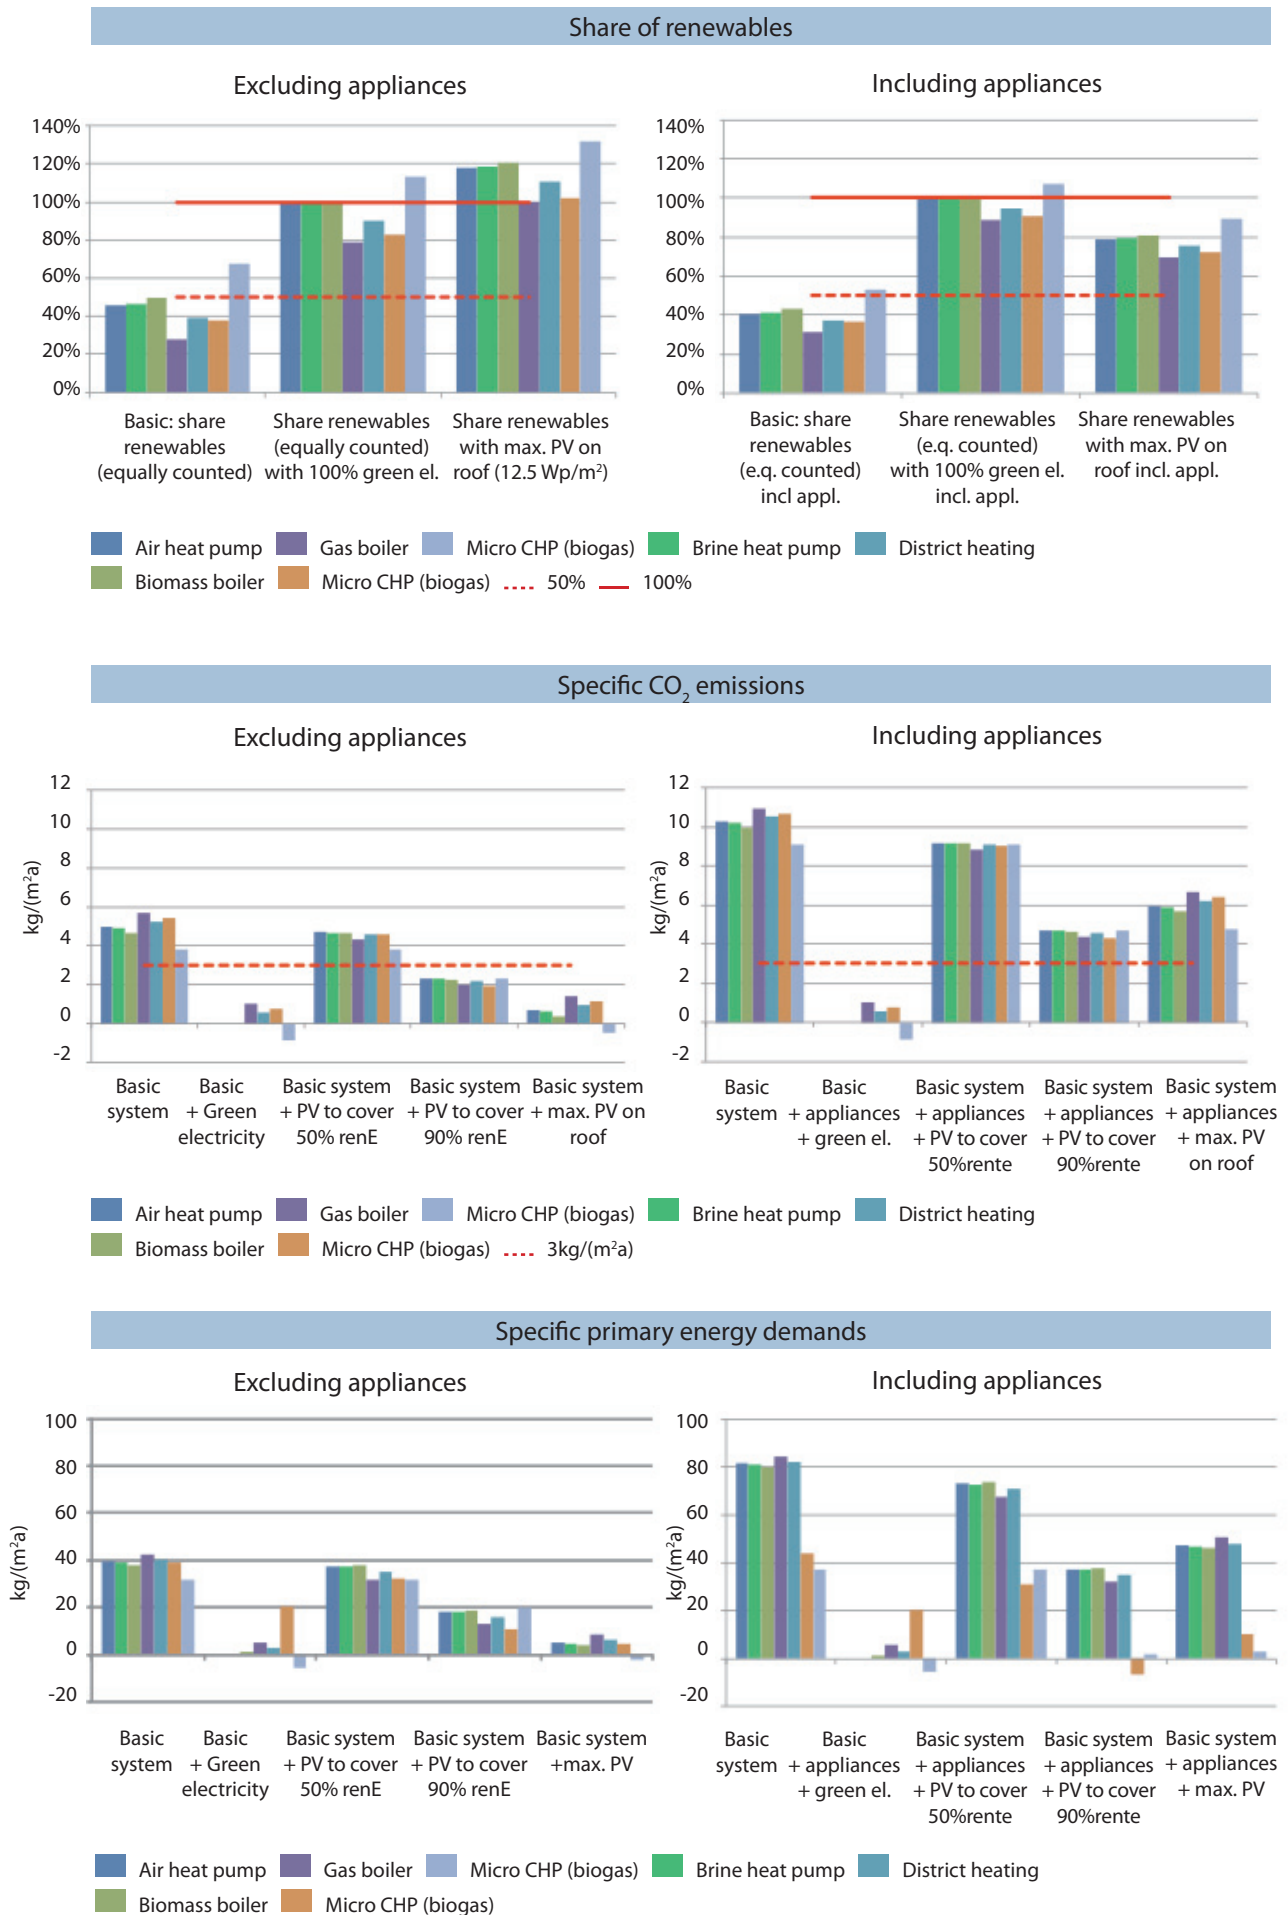 Share of renewables
Excluding appliances
140%
120%
100%
80%
60%
40%
20%
0%
Basic: share
renewables
(equally counted)
Share renewables
(equally counted)
with 100% green el.
Share renewables
with max. PV on
roof (12.5 Wp/m²)
Including appliances
140%
120%
100%
80%
60%
40%
20%
0%
Basic: share
renewables
(e.q. counted)
incl appl.
Share renewables
(e.q. counted)
with 100% green el.
incl. appl.
Share renewables
with max. PV on
roof incl. appl.
Air heat pump Gas boiler Micro CHP (biogas) Brine heat pump District heating
Biomass boiler Micro CHP (biogas) 50% 100%
Specific CO₂ emissions
Excluding appliances
kg/(m²a)
12
10
8
6
4
2
0
-2
Basic
system
Basic
+ Green
electricity
Basic system
+ PV to cover
50% renE
Basic system
+ PV to cover
90% renE
Basic system
+ max. PV on
roof
Including appliances
kg/(m²a)
12
10
8
6
4
2
0
-2
Basic
system
Basic
+ appliances
+ green el.
Basic system
+ appliances
+ PV to cover
50%rente
Basic system
+ appliances
+ PV to cover
90%rente
Basic system
+ appliances
+ max. PV
on roof
Air heat pump Gas boiler Micro CHP (biogas) Brine heat pump District heating
Biomass boiler Micro CHP (biogas) 3kg/(m²a)
Specific primary energy demands
Excluding appliances
kg/(m²a)
100
80
60
40
20
0
-20
Basic
system
Basic
+ Green
electricity
Basic system
+ PV to cover
50% renE
Basic system
+ PV to cover
90% renE
Basic system
+max. PV
Including appliances
kg/(m²a)
100
80
60
40
20
0
-20
Basic
system
Basic
+ appliances
+ green el.
Basic system
+ appliances
+ PV to cover
50%rente
Basic system
+ appliances
+ PV to cover
90%rente
Basic system
+ appliances
+ max. PV
Air heat pump Gas boiler Micro CHP (biogas) Brine heat pump District heating
Biomass boiler Micro CHP (biogas)